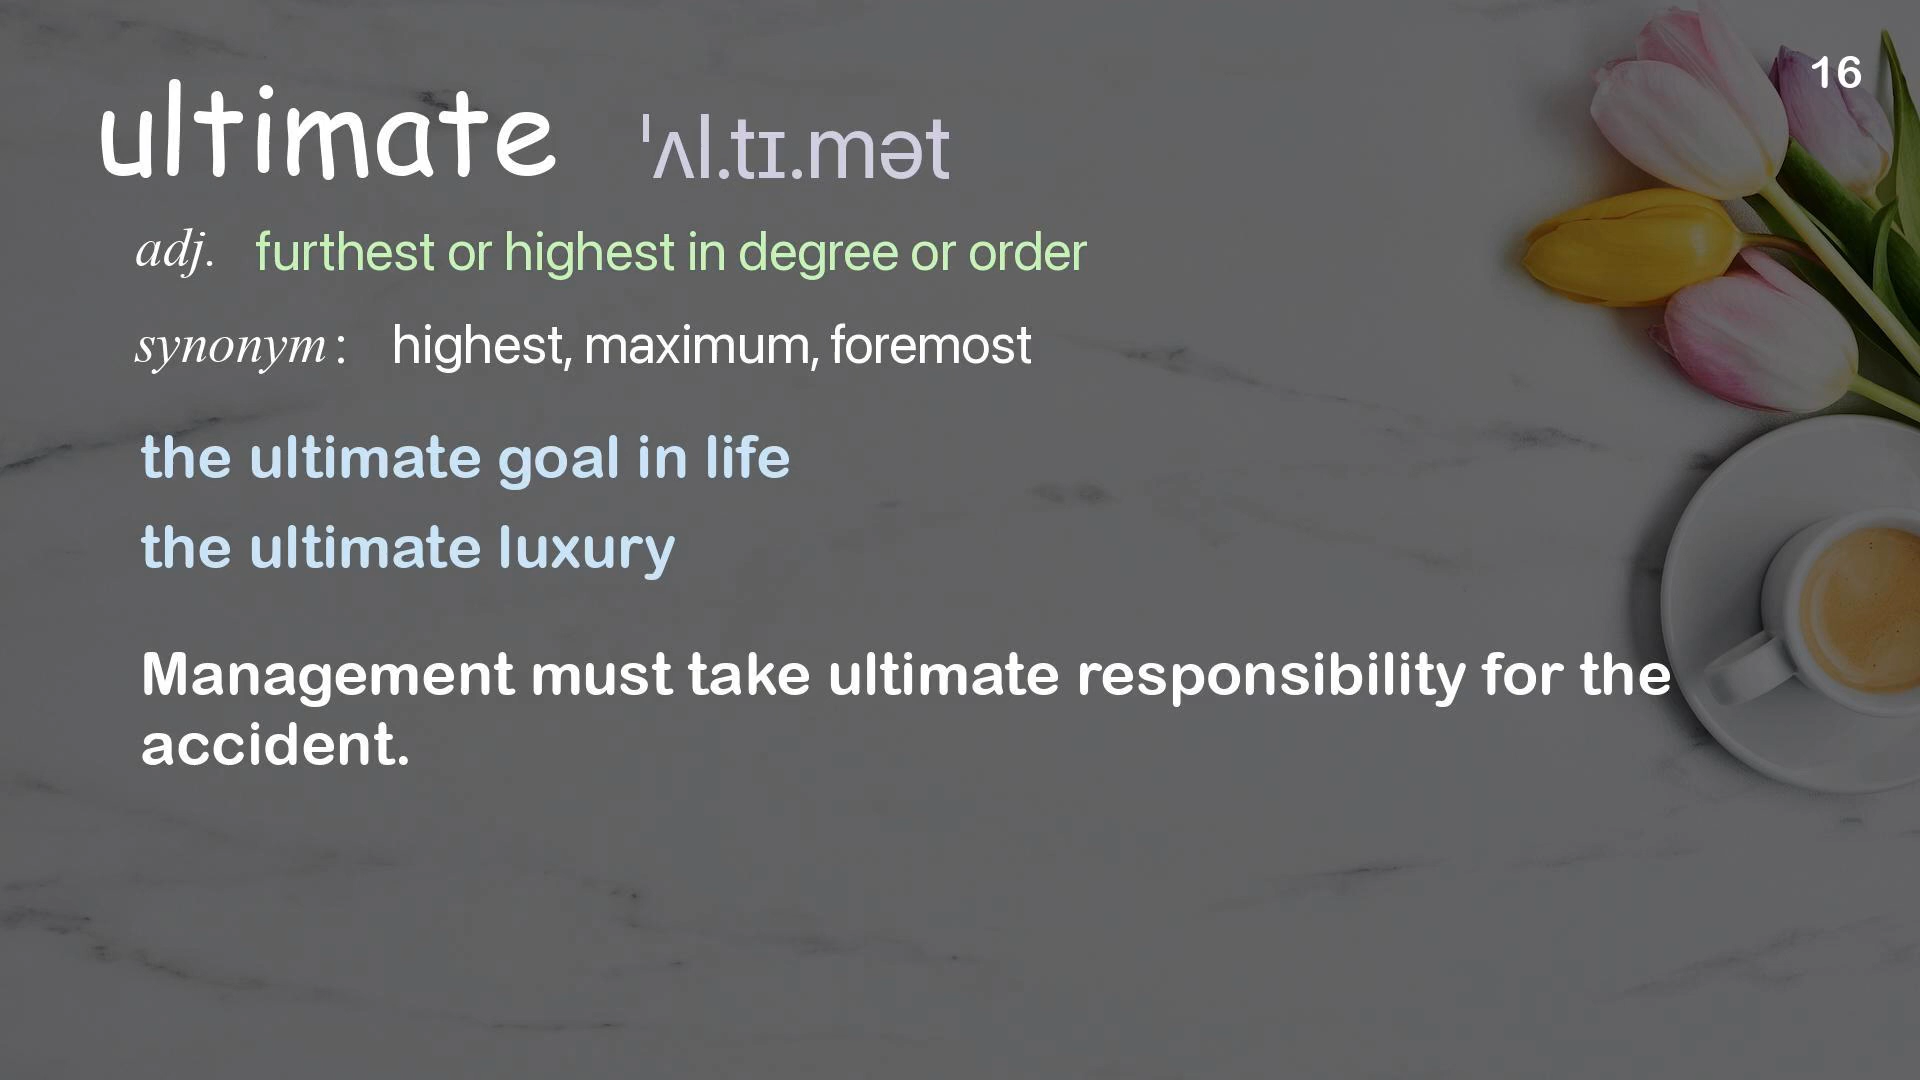 16
ultimate ˈʌl.tɪ.mət
adj. furthest or highest in degree or order
synonym: highest, maximum, foremost
the ultimate goal in life
the ultimate luxury
Management must take ultimate responsibility for the
accident.